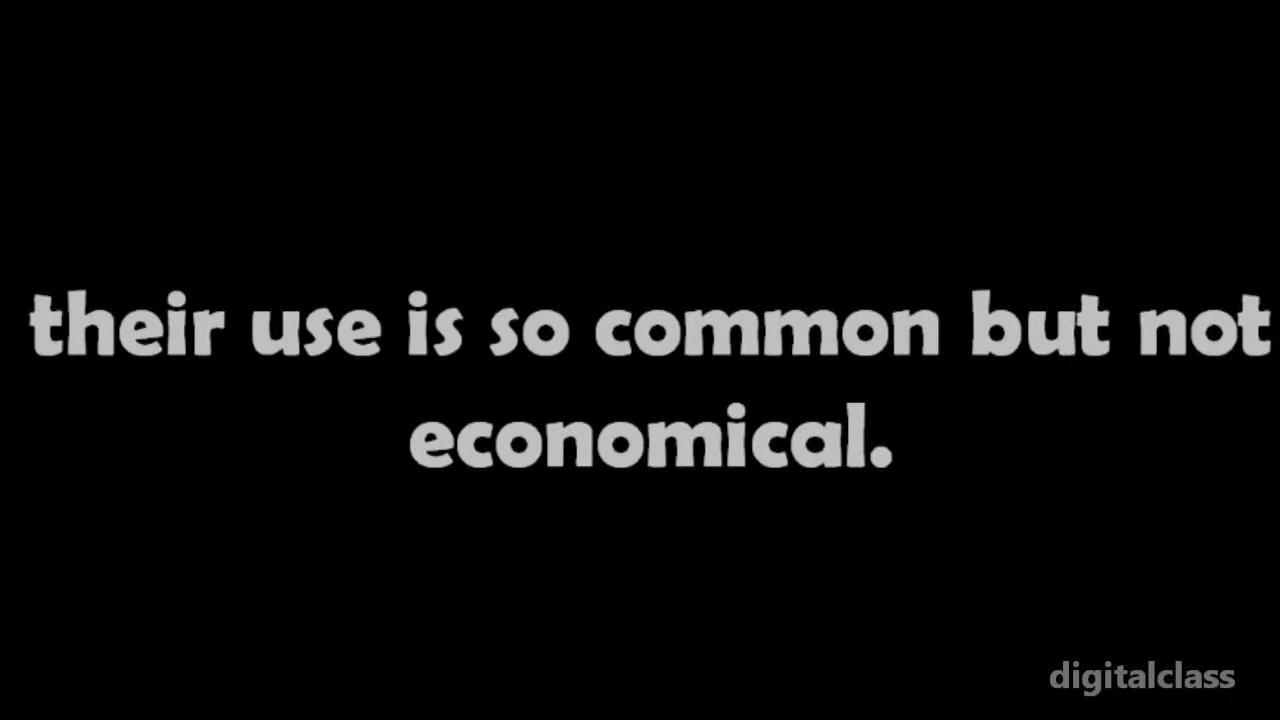 their use is so common but not
economical.
digitalclass